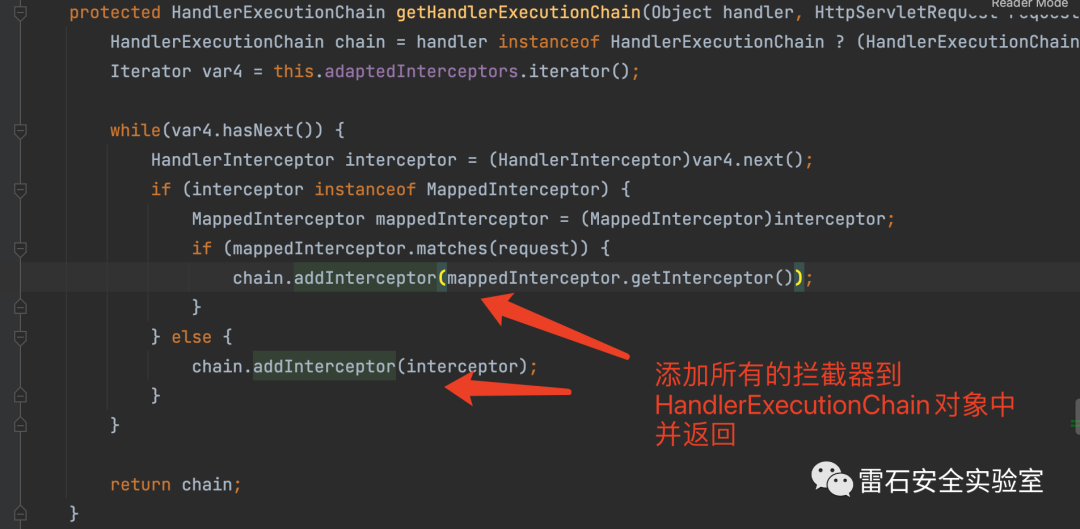 Reader Mode
protected HandlerExecutionChain getHandlerExecutionChain(Object handler, HttpServletRequest request
HandlerExecutionChain chain = handler instanceof HandlerExecutionChain ? (HandlerExecutionChain
Iterator var4 = this.adaptedInterceptors.iterator();
while(var4.hasNext()) {
HandlerInterceptor interceptor = (HandlerInterceptor)var4.next();
if (interceptor instanceof MappedInterceptor) {
MappedInterceptor mappedInterceptor = (MappedInterceptor)interceptor;
if (mappedInterceptor.matches(request)) {
chain.addInterceptor(mappedInterceptor.getInterceptor());
}
} else {
chain.addInterceptor(interceptor);
}
}
return chain;
}
添加所有的拦截器到
HandlerExecutionChain对象中
并返回
雷石安全实验室